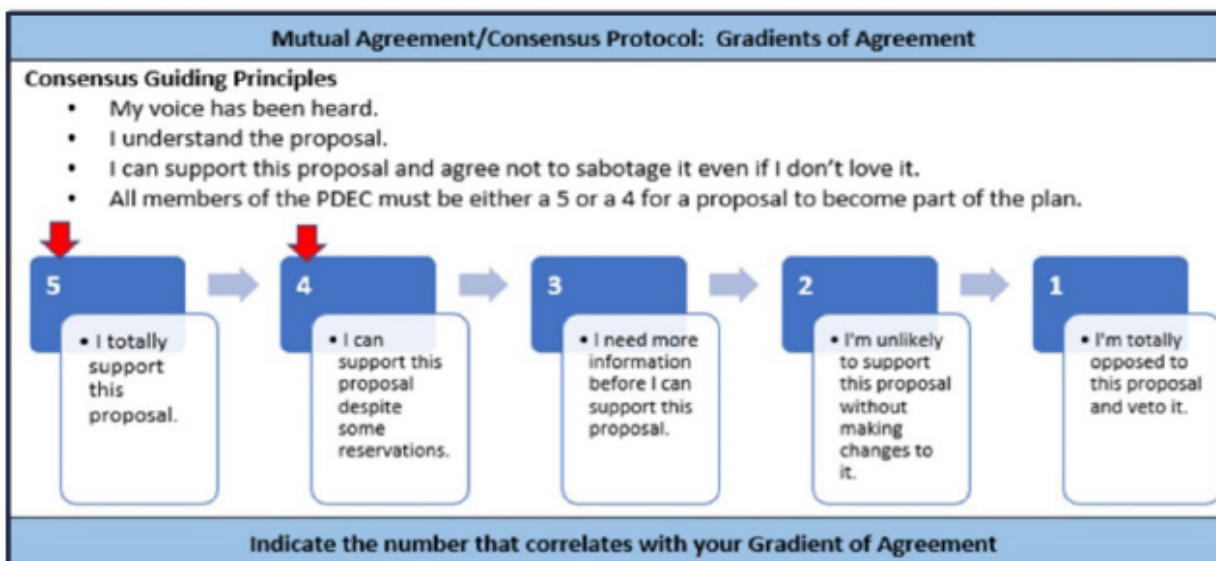 Mutual Agreement/Consensus Protocol: Gradients of Agreement
Consensus Guiding Principles
• My voice has been heard.
• I understand the proposal.
• I can support this proposal and agree not to sabotage it even if I don't love it.
• All members of the PDEC must be either a 5 or a 4 for a proposal to become part of the plan.
5
• I totally
support
this
proposal.
4
• I can
support this
proposal
despite
some
reservations.
3
• I need more
information
before I can
support this
proposal.
2
• I'm unlikely
to support
this proposal
without
making
changes to
it.
1
• I'm totally
opposed to
this proposal
and veto it.
Indicate the number that correlates with your Gradient of Agreement